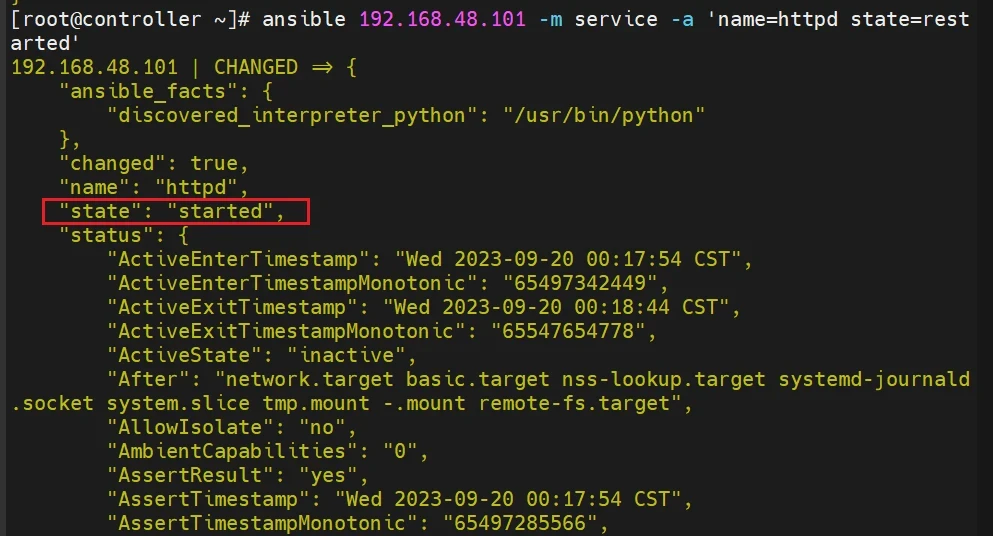 [root@controller ~]# ansible 192.168.48.101 -m service -a 'name=httpd state=rest
arted'
192.168.48.101 | CHANGED => {
    "ansible_facts": {
        "discovered_interpreter_python": "/usr/bin/python"
    },
    "changed": true,
    "name": "httpd",
    "state": "started",
    "status": {
        "ActiveEnterTimestamp": "Wed 2023-09-20 00:17:54 CST",
        "ActiveEnterTimestampMonotonic": "65497342449",
        "ActiveExitTimestamp": "Wed 2023-09-20 00:18:44 CST",
        "ActiveExitTimestampMonotonic": "65547654778",
        "ActiveState": "inactive",
        "After": "network.target basic.target nss-lookup.target systemd-journald
.socket system.slice tmp.mount -.mount remote-fs.target",
        "AllowIsolate": "no",
        "AmbientCapabilities": "0",
        "AssertResult": "yes",
        "AssertTimestamp": "Wed 2023-09-20 00:17:54 CST",
        "AssertTimestampMonotonic": "65497285566",